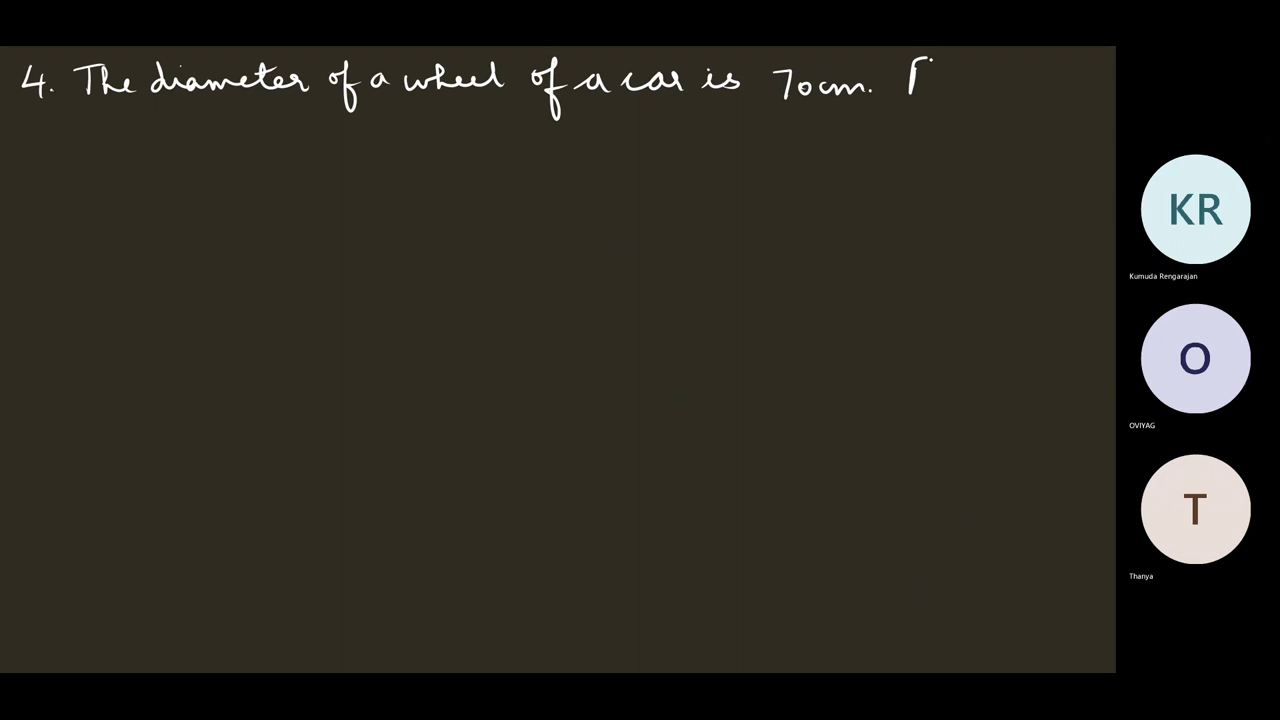 4. The diameter of a wheel of a car is 70cm.
KR
Kumuda Rengarajan
O
OVIYAG
T
Thanya